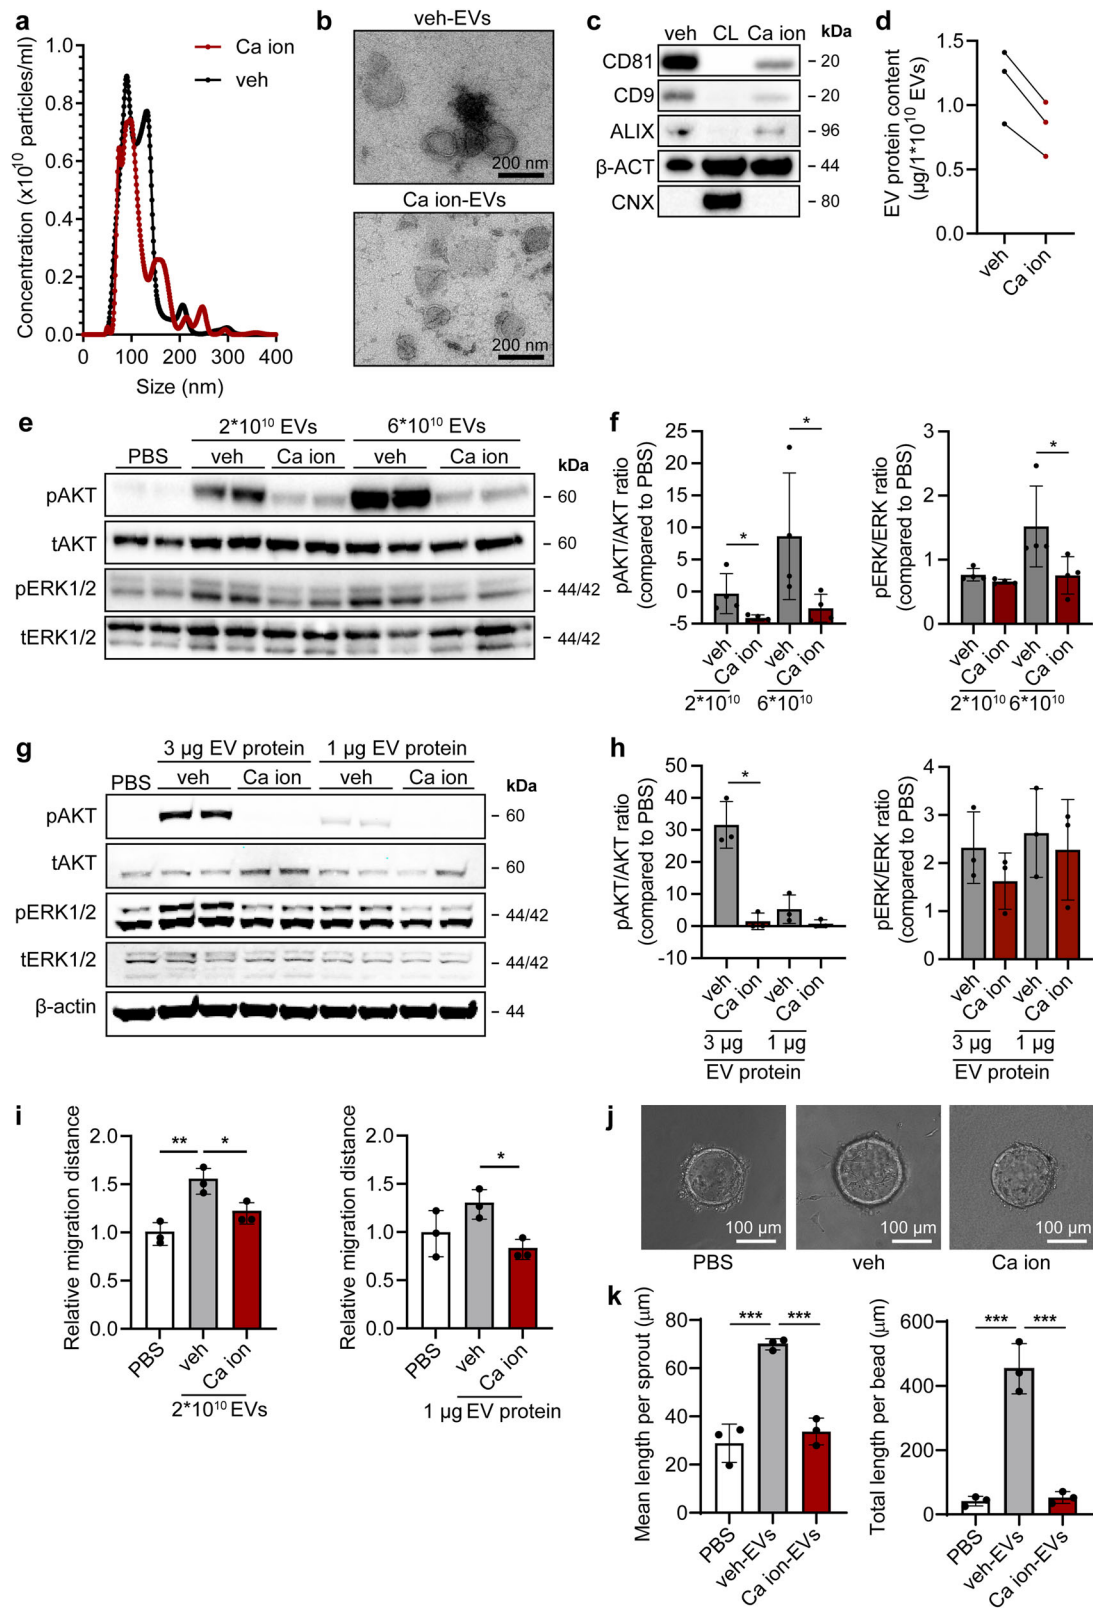 a
Concentration (x10¹⁰ particles/ml)
1.0
0.8
0.6
0.4
0.2
0.0
0 100 200 300 400
Size (nm)
Ca ion
veh
b
veh-EVs
200 nm
Ca ion-EVs
200 nm
c
veh CL Ca ion kDa
CD81 – 20
CD9 – 20
ALIX – 96
β-ACT – 44
CNX – 80
d
EV protein content
(µg/1*10¹⁰ EVs)
1.5
1.0
0.5
0.0
veh
Ca ion
e
2*10¹⁰ EVs 6*10¹⁰ EVs
PBS veh Ca ion veh Ca ion kDa
pAKT – 60
tAKT – 60
pERK1/2 – 44/42
tERK1/2 – 44/42
f
pAKT/AKT ratio
(compared to PBS)
25
20
15
10
5
0
-5
* *
veh Ca ion veh Ca ion
2*10¹⁰ 6*10¹⁰
pERK/ERK ratio
(compared to PBS)
3
2
1
0
*
veh Ca ion veh Ca ion
2*10¹⁰ 6*10¹⁰
g
3 µg EV protein 1 µg EV protein
PBS veh Ca ion veh Ca ion kDa
pAKT – 60
tAKT – 60
pERK1/2 – 44/42
tERK1/2 – 44/42
β-actin – 44
h
pAKT/AKT ratio
(compared to PBS)
50
40
30
20
10
0
-10
*
veh Ca ion veh Ca ion
3 µg 1 µg
EV protein
pERK/ERK ratio
(compared to PBS)
4
3
2
1
0
veh Ca ion veh Ca ion
3 µg 1 µg
EV protein
i
Relative migration distance
2.0
1.5
1.0
0.5
0.0
** *
PBS veh Ca ion
2*10¹⁰ EVs
Relative migration distance
2.0
1.5
1.0
0.5
0.0
*
PBS veh Ca ion
1 µg EV protein
j
100 µm 100 µm 100 µm
PBS veh Ca ion
k
Mean length per sprout (µm)
80
60
40
20
0
*** ***
PBS veh-EVs Ca ion-EVs
Total length per bead (µm)
600
400
200
0
*** ***
PBS veh-EVs Ca ion-EVs